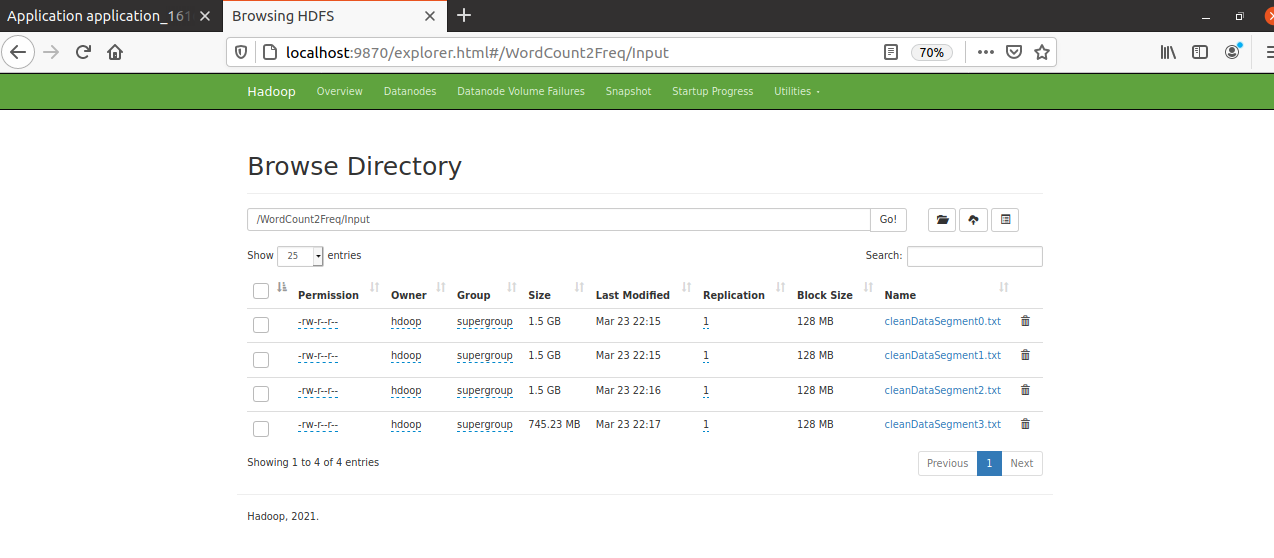 Application application_161
Browsing HDFS
localhost:9870/explorer.html#/WordCount2Freq/Input 70%
Hadoop Overview Datanodes Datanode Volume Failures Snapshot Startup Progress Utilities
Browse Directory
/WordCount2Freq/Input Go!
Show 25 entries Search:
Permission Owner Group Size Last Modified Replication Block Size Name
-rw-r--r-- hdoop supergroup 1.5 GB Mar 23 22:15 1 128 MB cleanDataSegment0.txt
-rw-r--r-- hdoop supergroup 1.5 GB Mar 23 22:15 1 128 MB cleanDataSegment1.txt
-rw-r--r-- hdoop supergroup 1.5 GB Mar 23 22:16 1 128 MB cleanDataSegment2.txt
-rw-r--r-- hdoop supergroup 745.23 MB Mar 23 22:17 1 128 MB cleanDataSegment3.txt
Showing 1 to 4 of 4 entries Previous 1 Next
Hadoop, 2021.